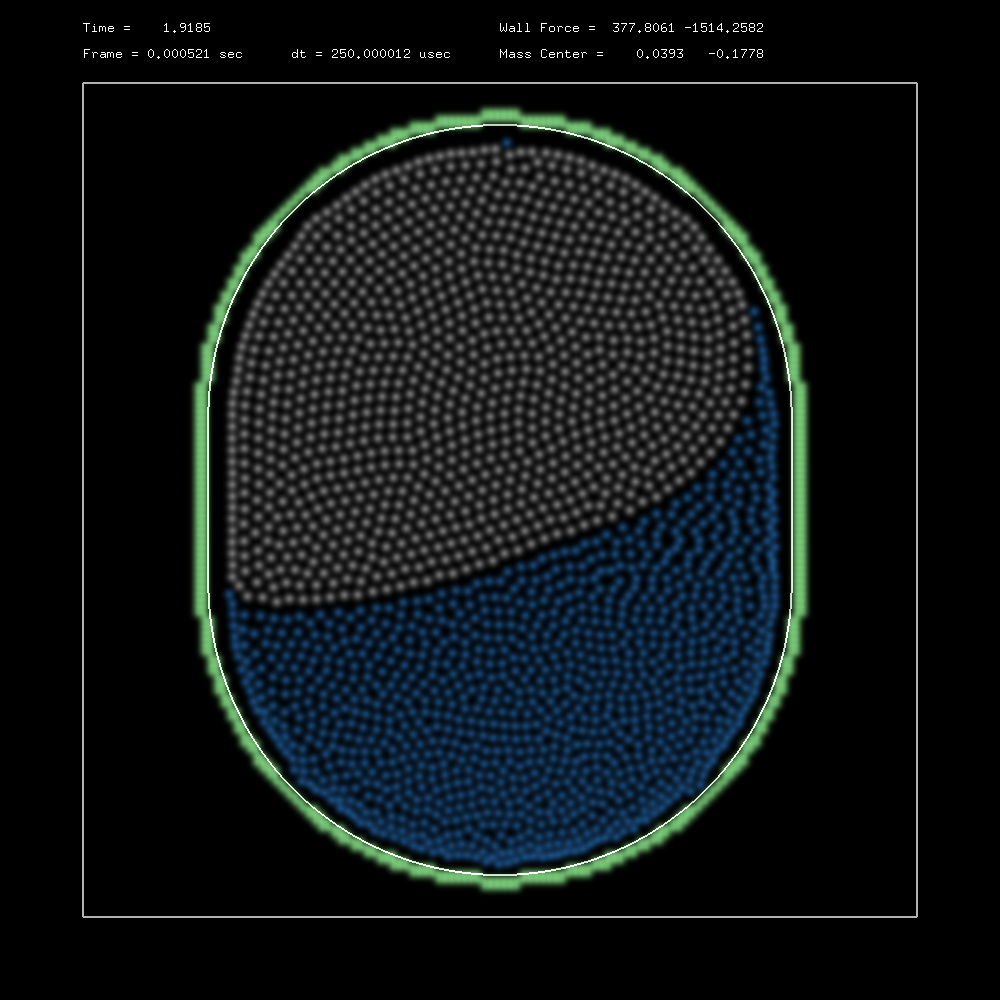 Time = 1.9185 Wall Force = 377.8061 -1514.2582
Frame = 0.000521 sec dt = 250.000012 usec Mass Center = 0.0393 -0.1778